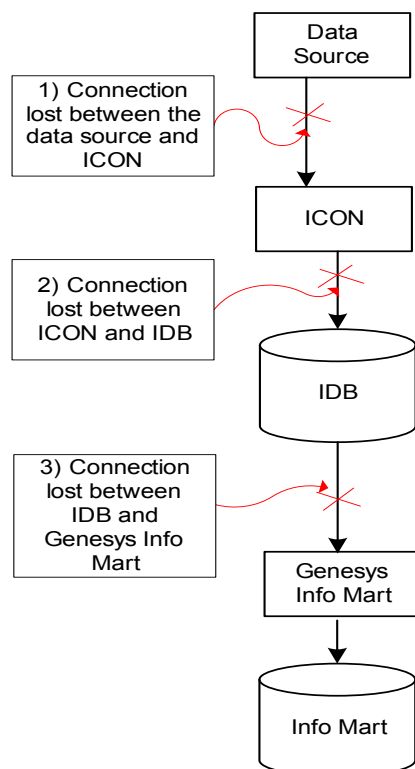 Data
Source
1) Connection
lost between the
data source and
ICON
ICON
2) Connection
lost between
ICON and IDB
IDB
3) Connection
lost between
IDB and
Genesys Info
Mart
Genesys
Info Mart
Info Mart